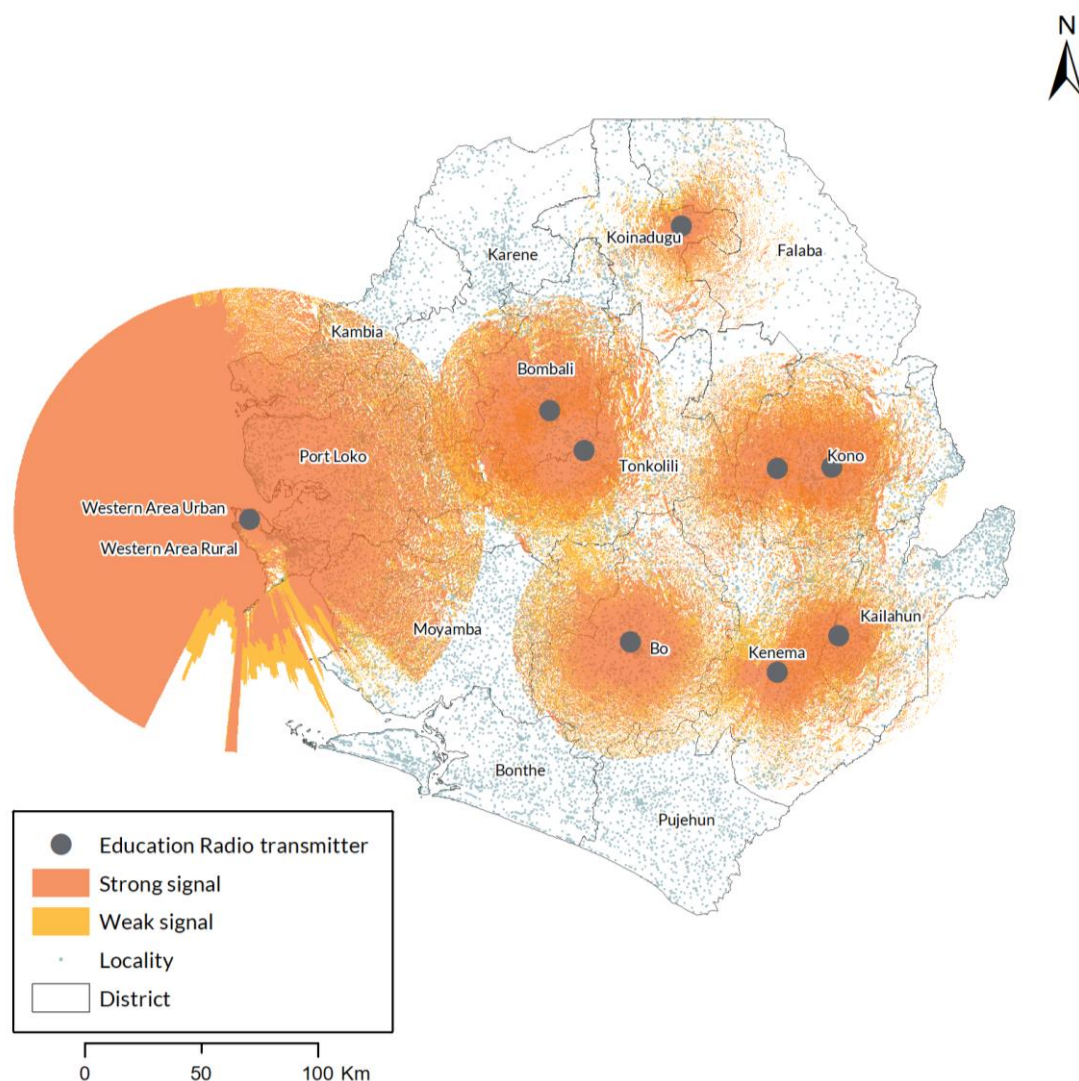 N
Koinadugu
Karene
Falaba
Kambia
Bombali
Port Loko
Tonkolili
Kono
Western Area Urban
Western Area Rural
Moyamba
Kailahun
Bo
Kenema
Bonthe
Pujehun
Education Radio transmitter
Strong signal
Weak signal
Locality
District
0 50 100 Km